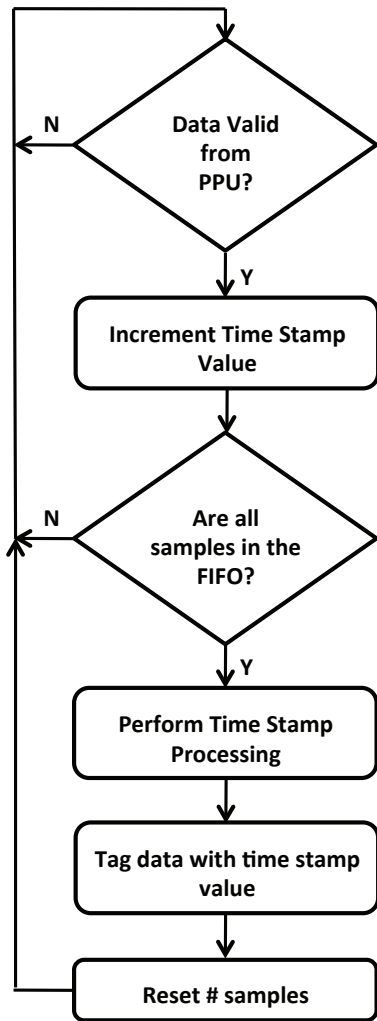 Data Valid
from
PPU?
N
Y
Increment Time Stamp
Value
Are all
samples in the
FIFO?
N
Y
Perform Time Stamp
Processing
Tag data with time stamp
value
Reset # samples